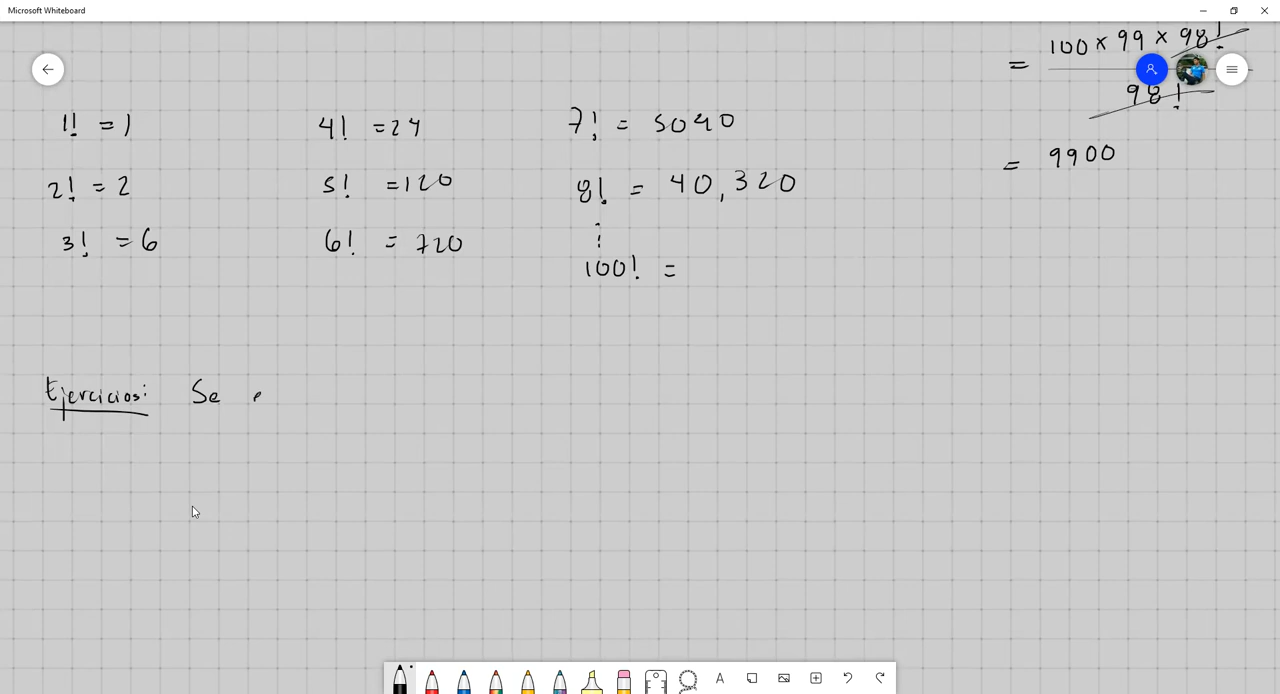 Microsoft Whiteboard
1! = 1
2! = 2
3! = 6
4! = 24
5! = 120
6! = 720
7! = 5040
8! = 40,320
⋮
100! =
= 100 × 99 × 98!
98!
= 9900
Ejercicios: Se
A